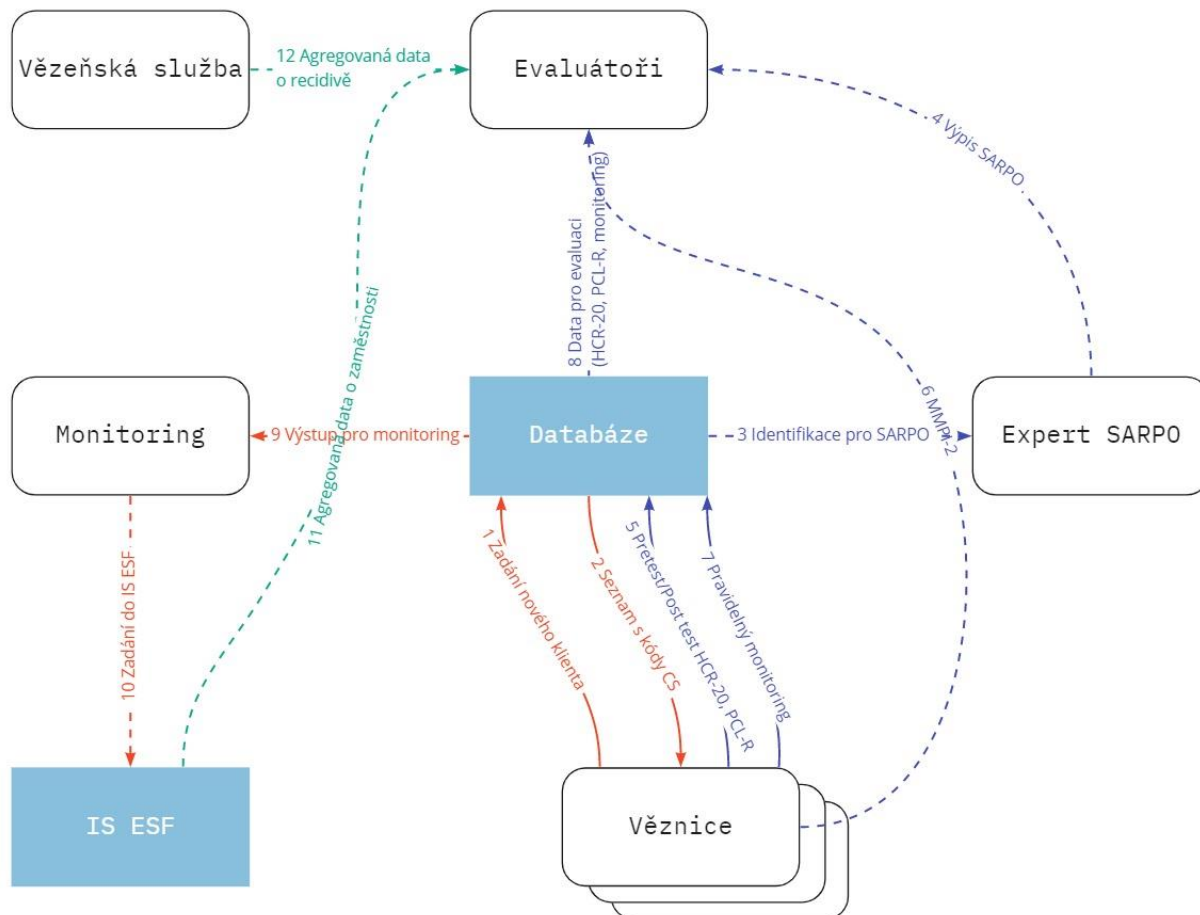 Vězeňská služba
12 Agregovaná data
o recidivě
Evaluátoři
4 Výpis SARPO
8 Data pro evaluaci
(HCR-20, PCL-R, monitoring)
11 Agregovaná data o zaměstnosti
6 MMPI-2
Monitoring
9 Výstup pro monitoring
Databáze
3 Identifikace pro SARPO
Expert SARPO
10 Zadání do IS ESF
1 Zadání nového klienta
2 Seznam s kódy CS
5 Pretest/Post test HCR-20, PCL-R
7 Pravidelný monitoring
IS ESF
Věznice